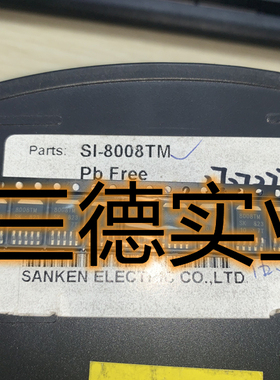 Parts: SI-8008TM
Pb Free
三德实业
SANKEN ELECTRIC CO.,LTD